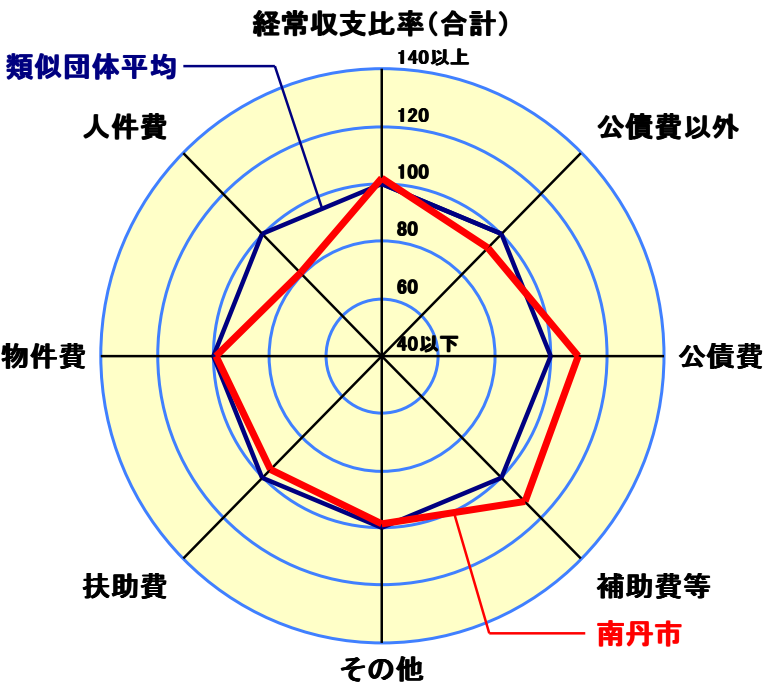 経常収支比率(合計)
類似団体平均
140以上
人件費
120
公債費以外
100
80
60
物件費
40以下
公債費
扶助費
補助費等
南丹市
その他